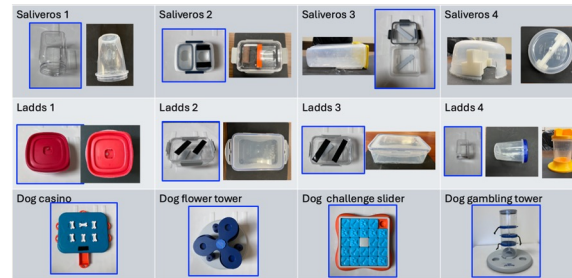 Saliveros 1
Saliveros 2
Saliveros 3
Saliveros 4
Ladds 1
Ladds 2
Ladds 3
Ladds 4
Dog casino
Dog flower tower
Dog challenge slider
Dog gambling tower